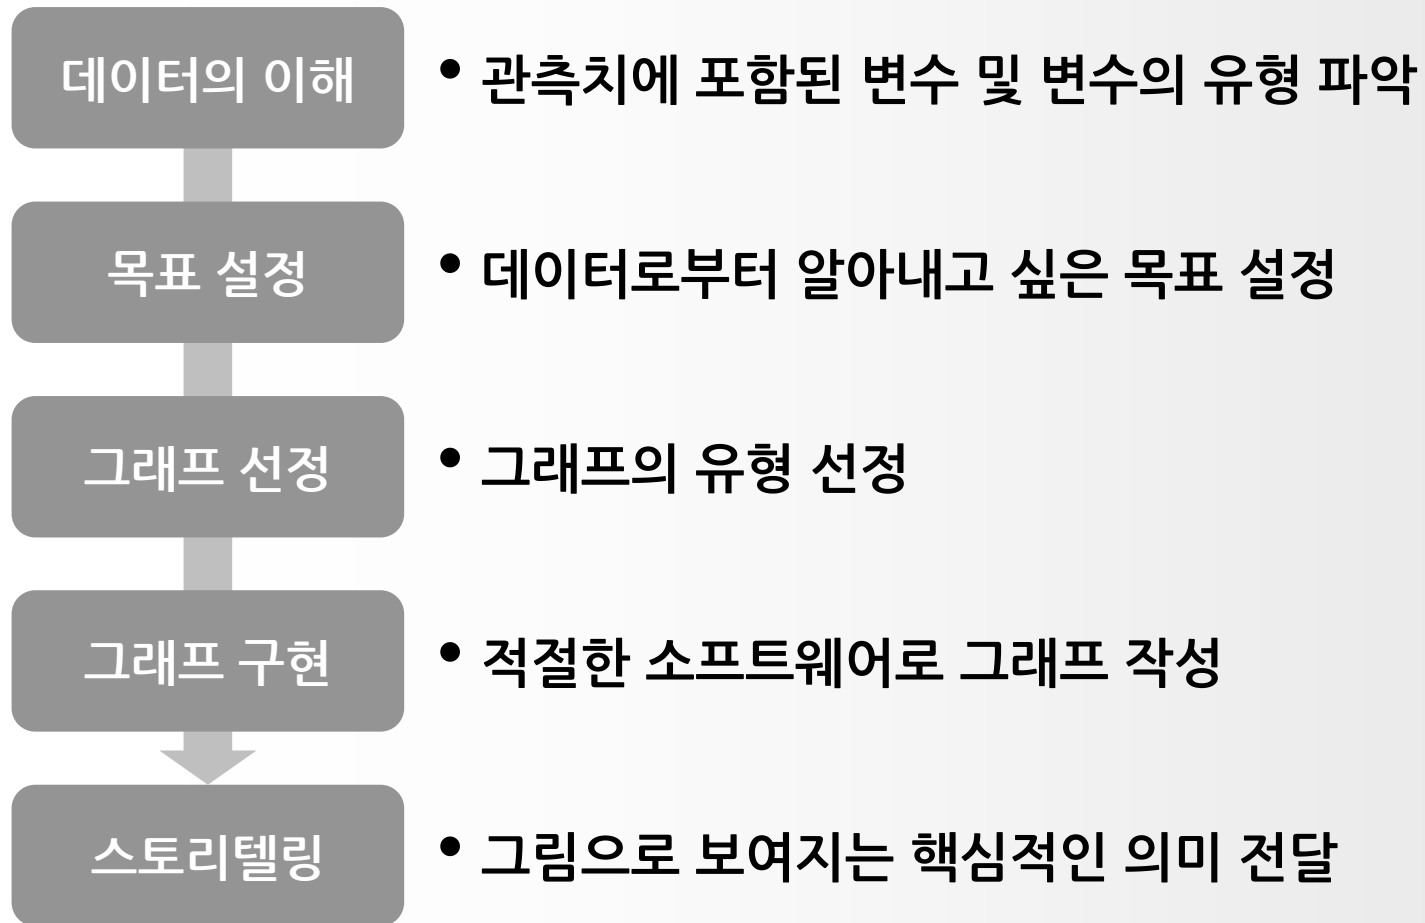 데이터의 이해
• 관측치에 포함된 변수 및 변수의 유형 파악
목표 설정
• 데이터로부터 알아내고 싶은 목표 설정
그래프 선정
• 그래프의 유형 선정
그래프 구현
• 적절한 소프트웨어로 그래프 작성
스토리텔링
• 그림으로 보여지는 핵심적인 의미 전달